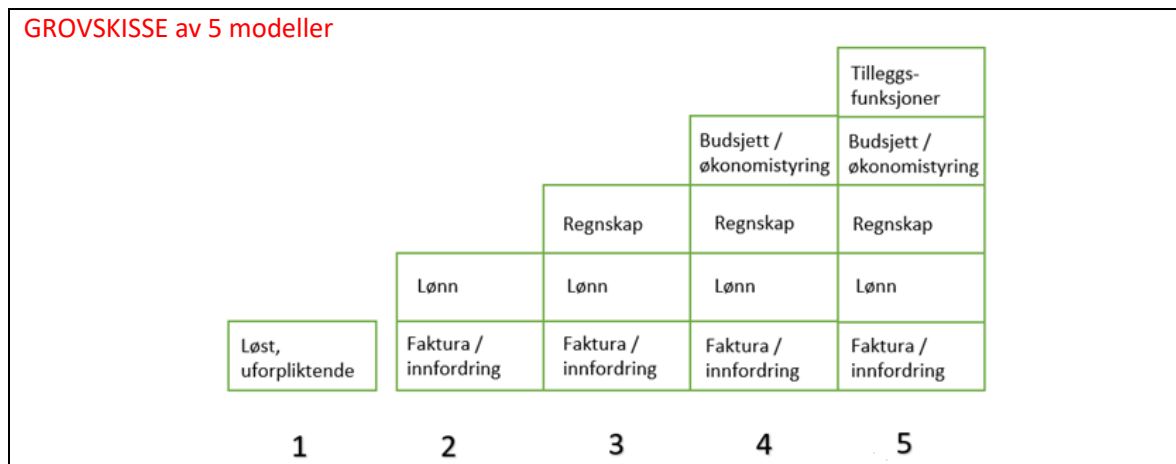 GROVSKISSE av 5 modeller
Tilleggs-
funksjoner
Budsjett /
økonomistyring
Budsjett /
økonomistyring
Regnskap
Regnskap
Regnskap
Lønn
Lønn
Lønn
Lønn
Løst,
uforpliktende
Faktura /
innfordring
Faktura /
innfordring
Faktura /
innfordring
Faktura /
innfordring
1
2
3
4
5